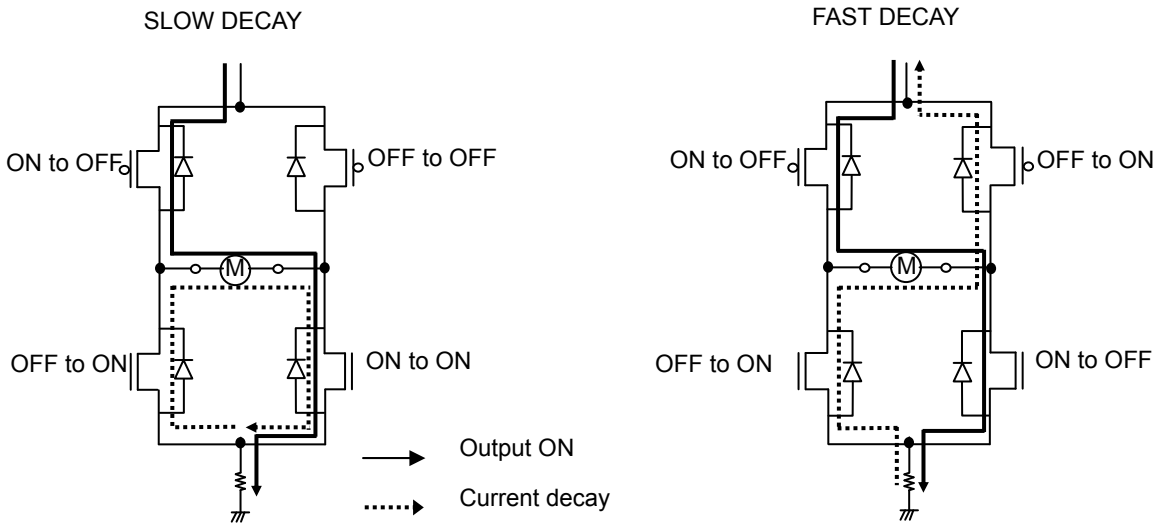 SLOW DECAY
FAST DECAY
ON to OFF
OFF to OFF
ON to OFF
OFF to ON
M
M
OFF to ON
ON to ON
OFF to ON
ON to OFF
Output ON
Current decay